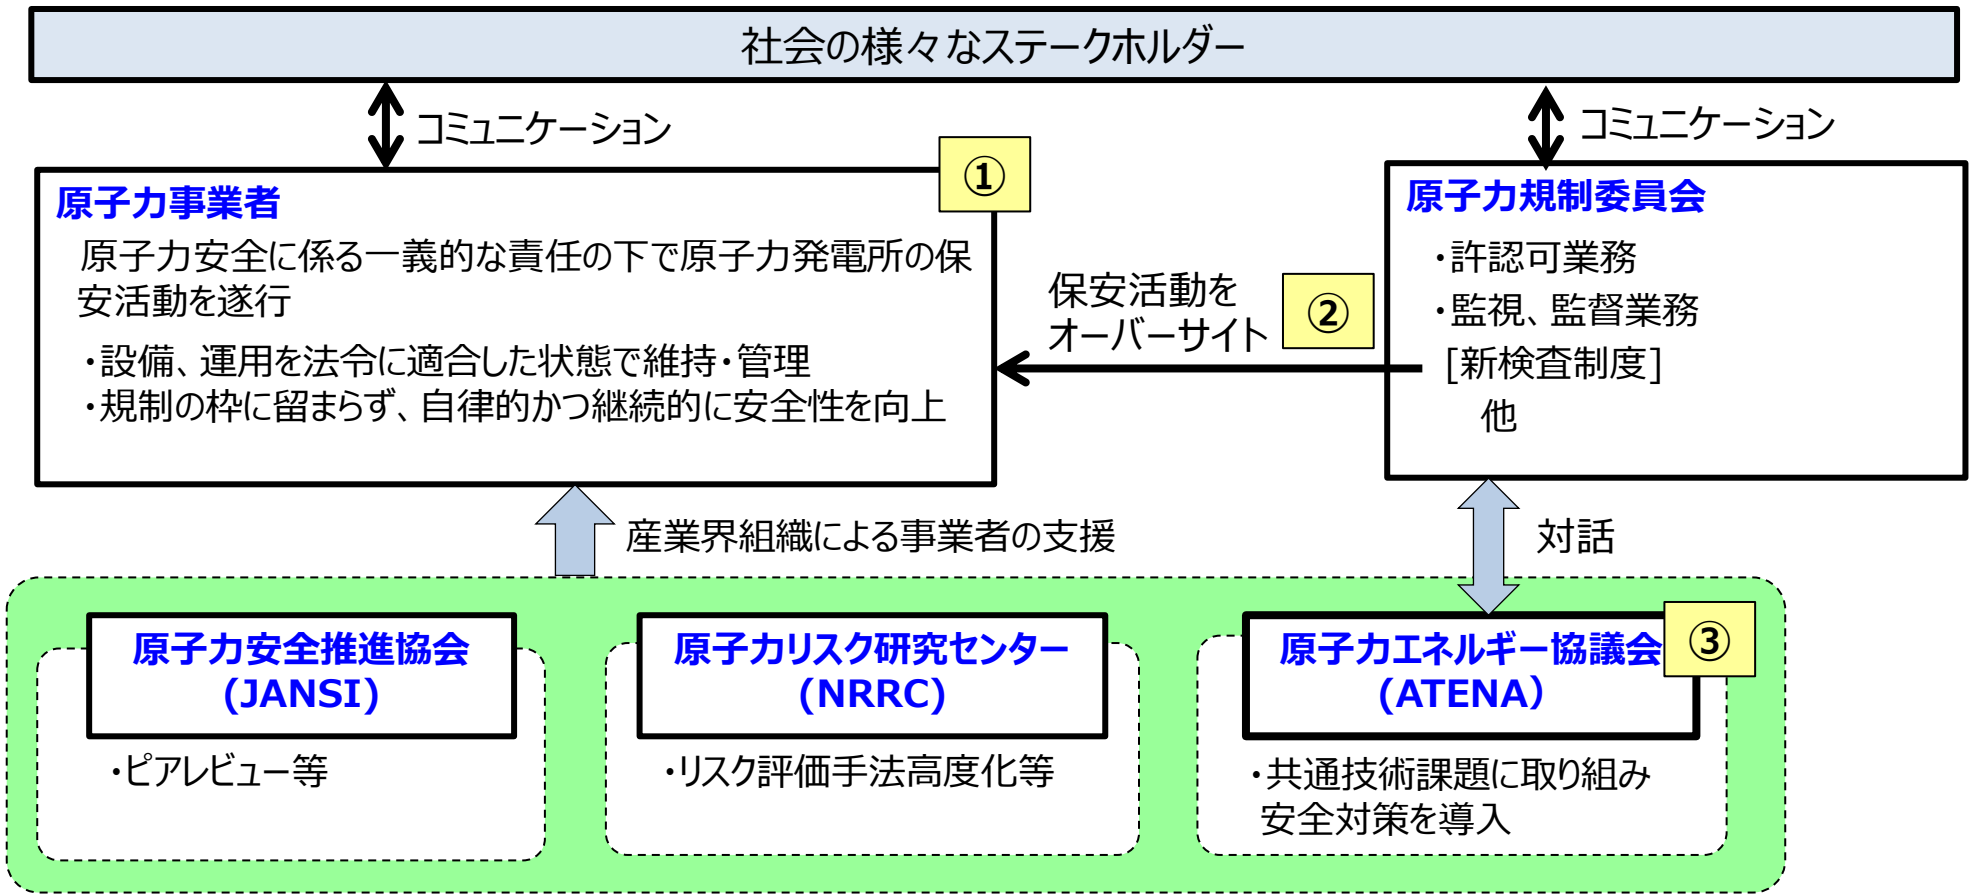 社会の様々なステークホルダー
コミュニケーション
コミュニケーション
①
原子力事業者
原子力安全に係る一義的な責任の下で原子力発電所の保
安活動を遂行
・設備、運用を法令に適合した状態で維持・管理
・規制の枠に留まらず、自律的かつ継続的に安全性を向上
保安活動を
オーバーサイト
②
原子力規制委員会
・許認可業務
・監視、監督業務
[新検査制度]
他
産業界組織による事業者の支援
対話
原子力安全推進協会
(JANSI)
・ピアレビュー等
原子力リスク研究センター
(NRRC)
・リスク評価手法高度化等
③
原子力エネルギー協議会
(ATENA）
・共通技術課題に取り組み
安全対策を導入